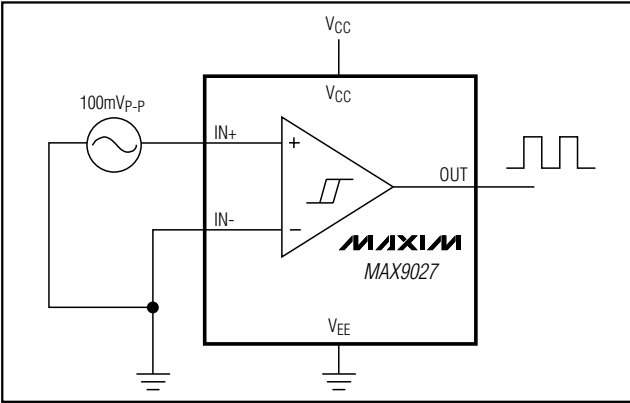 VCC
VCC
100mVP-P
IN+
+
OUT
IN-
−
MAXIM
MAX9027
VEE